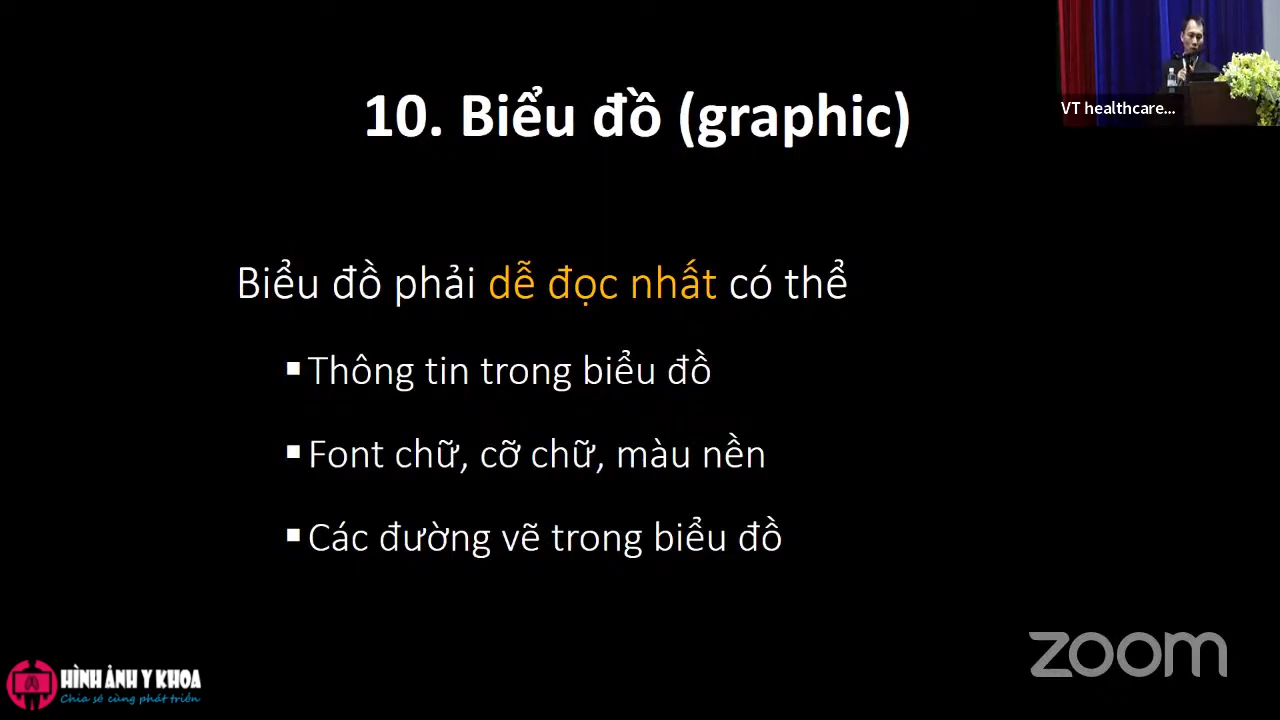 VT healthcare...
10. Biểu đồ (graphic)
Biểu đồ phải dễ đọc nhất có thể
▪ Thông tin trong biểu đồ
▪ Font chữ, cỡ chữ, màu nền
▪ Các đường vẽ trong biểu đồ
zoom
HÌNH ẢNH Y KHOA
Chia sẻ cùng phát triển